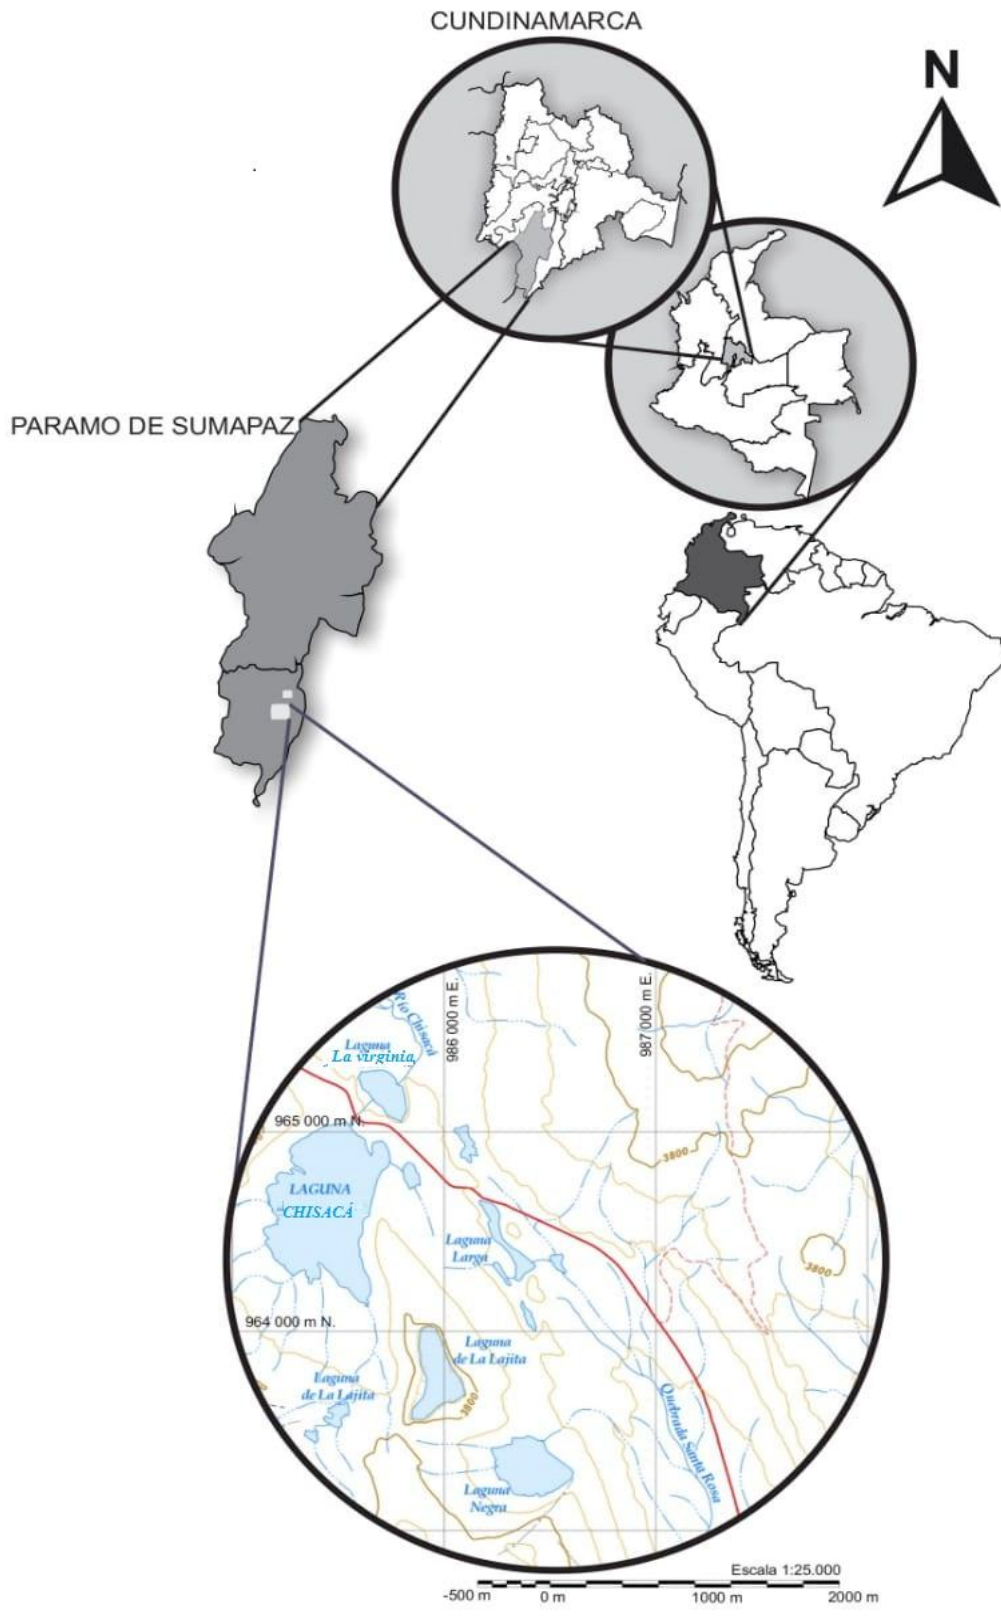 CUNDINAMARCA
N
PARAMO DE SUMAPAZ
Río Chisacá
986 000 m E.
987 000 m E.
Laguna
La virginia
965 000 m N.
3800
LAGUNA
CHISACÁ
Laguna
Larga
3800
964 000 m N.
Laguna
de La Lajita
Laguna
de La Lajita
3800
Quebrada Santa Rosa
Laguna
Negra
Escala 1:25.000
-500 m
0 m
1000 m
2000 m